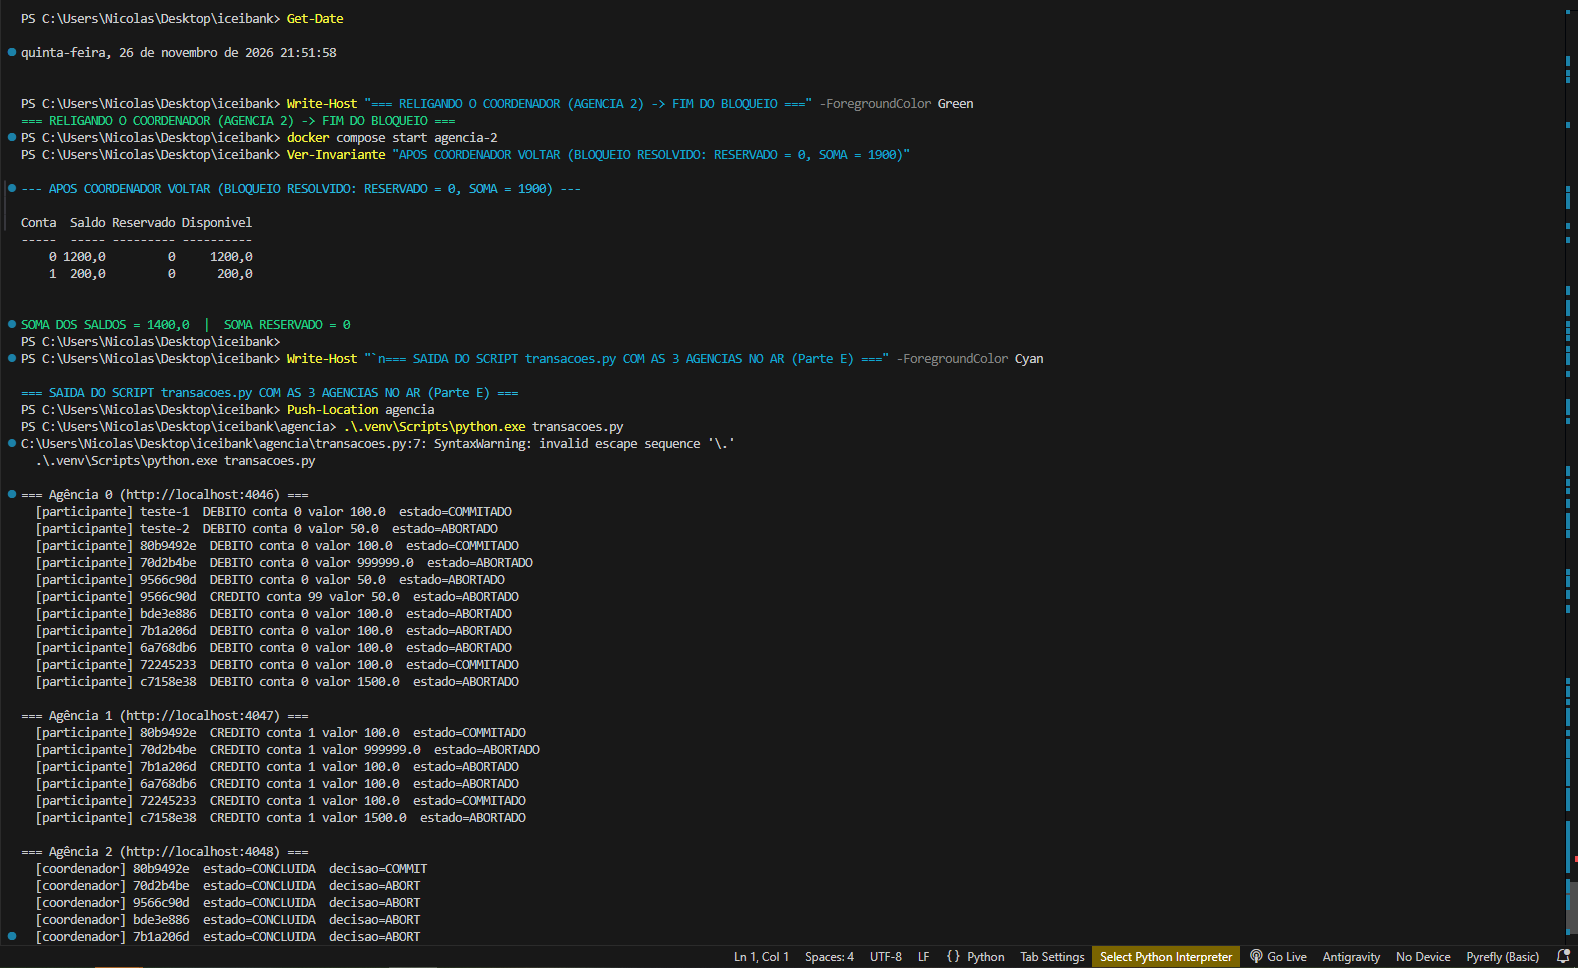 PS C:\Users\Nicolas\Desktop\iceibank> Get-Date
quinta-feira, 26 de novembro de 2026 21:51:58
PS C:\Users\Nicolas\Desktop\iceibank> Write-Host "=== RELIGANDO O COORDENADOR (AGENCIA 2) -> FIM DO BLOQUEIO ===" -ForegroundColor Green
=== RELIGANDO O COORDENADOR (AGENCIA 2) -> FIM DO BLOQUEIO ===
PS C:\Users\Nicolas\Desktop\iceibank> docker compose start agencia-2
PS C:\Users\Nicolas\Desktop\iceibank> Ver-Invariante "APOS COORDENADOR VOLTAR (BLOQUEIO RESOLVIDO: RESERVADO = 0, SOMA = 1900)"
--- APOS COORDENADOR VOLTAR (BLOQUEIO RESOLVIDO: RESERVADO = 0, SOMA = 1900) ---
Conta  Saldo Reservado Disponivel
-----  ----- --------- ----------
    0 1200,0         0     1200,0
    1  200,0         0      200,0
SOMA DOS SALDOS = 1400,0  |  SOMA RESERVADO = 0
PS C:\Users\Nicolas\Desktop\iceibank>
PS C:\Users\Nicolas\Desktop\iceibank> Write-Host "`n=== SAIDA DO SCRIPT transacoes.py COM AS 3 AGENCIAS NO AR (Parte E) ===" -ForegroundColor Cyan
=== SAIDA DO SCRIPT transacoes.py COM AS 3 AGENCIAS NO AR (Parte E) ===
PS C:\Users\Nicolas\Desktop\iceibank> Push-Location agencia
PS C:\Users\Nicolas\Desktop\iceibank\agencia> .\.venv\Scripts\python.exe transacoes.py
C:\Users\Nicolas\Desktop\iceibank\agencia\transacoes.py:7: SyntaxWarning: invalid escape sequence '\.'
  .\.venv\Scripts\python.exe transacoes.py
=== Agência 0 (http://localhost:4046) ===
  [participante] teste-1  DEBITO conta 0 valor 100.0  estado=COMMITADO
  [participante] teste-2  DEBITO conta 0 valor 50.0  estado=ABORTADO
  [participante] 80b9492e  DEBITO conta 0 valor 100.0  estado=COMMITADO
  [participante] 70d2b4be  DEBITO conta 0 valor 999999.0  estado=ABORTADO
  [participante] 9566c90d  DEBITO conta 0 valor 50.0  estado=ABORTADO
  [participante] 9566c90d  CREDITO conta 99 valor 50.0  estado=ABORTADO
  [participante] bde3e886  DEBITO conta 0 valor 100.0  estado=ABORTADO
  [participante] 7b1a206d  DEBITO conta 0 valor 100.0  estado=ABORTADO
  [participante] 6a768db6  DEBITO conta 0 valor 100.0  estado=ABORTADO
  [participante] 72245233  DEBITO conta 0 valor 100.0  estado=COMMITADO
  [participante] c7158e38  DEBITO conta 0 valor 1500.0  estado=ABORTADO
=== Agência 1 (http://localhost:4047) ===
  [participante] 80b9492e  CREDITO conta 1 valor 100.0  estado=COMMITADO
  [participante] 70d2b4be  CREDITO conta 1 valor 999999.0  estado=ABORTADO
  [participante] 7b1a206d  CREDITO conta 1 valor 100.0  estado=ABORTADO
  [participante] 6a768db6  CREDITO conta 1 valor 100.0  estado=ABORTADO
  [participante] 72245233  CREDITO conta 1 valor 100.0  estado=COMMITADO
  [participante] c7158e38  CREDITO conta 1 valor 1500.0  estado=ABORTADO
=== Agência 2 (http://localhost:4048) ===
  [coordenador] 80b9492e  estado=CONCLUIDA  decisao=COMMIT
  [coordenador] 70d2b4be  estado=CONCLUIDA  decisao=ABORT
  [coordenador] 9566c90d  estado=CONCLUIDA  decisao=ABORT
  [coordenador] bde3e886  estado=CONCLUIDA  decisao=ABORT
  [coordenador] 7b1a206d  estado=CONCLUIDA  decisao=ABORT
Ln 1, Col 1  Spaces: 4  UTF-8  LF  {} Python  Tab Settings  Select Python Interpreter  Go Live  Antigravity  No Device  Pyrefly (Basic)